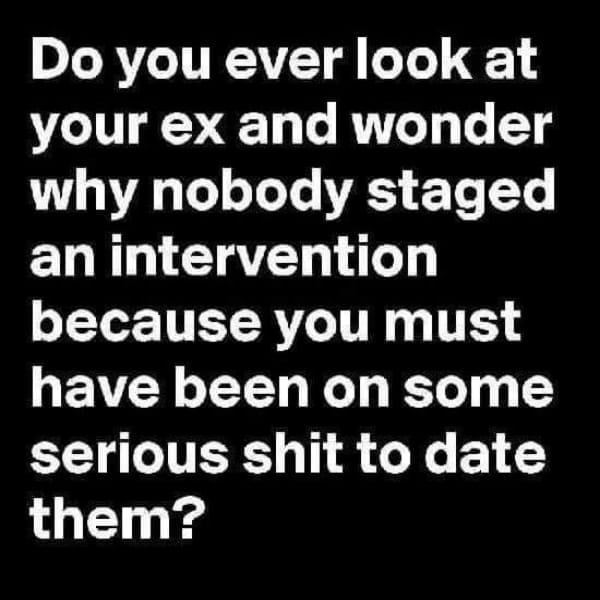 Do you ever look at
your ex and wonder
why nobody staged
an intervention
because you must
have been on some
serious shit to date
them?